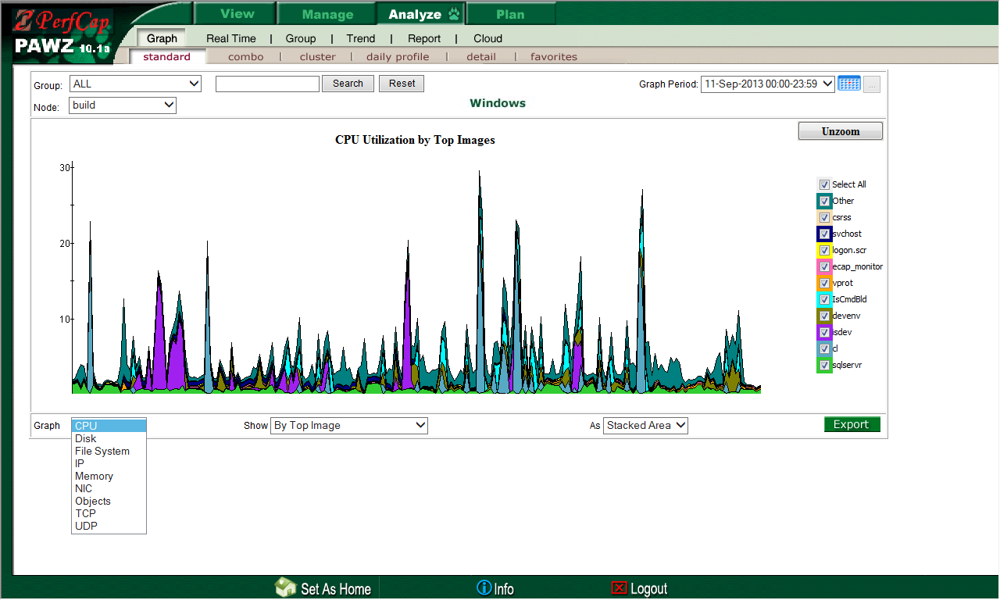 View Manage Analyze Plan
PerfCap
PAWZ 10.1a
Graph Real Time | Group | Trend | Report | Cloud
standard combo | cluster | daily profile | detail | favorites
Group: ALL Search Reset Graph Period: 11-Sep-2013 00:00-23:59 ...
Node: build
Windows
Unzoom
CPU Utilization by Top Images
30
20
10
Select All
Other
csrss
svchost
logon.scr
ecap_monitor
vprot
IsCmdBld
devenv
isdev
cl
sqlservr
Graph CPU Show By Top Image As Stacked Area Export
Disk
File System
IP
Memory
NIC
Objects
TCP
UDP
Set As Home Info Logout